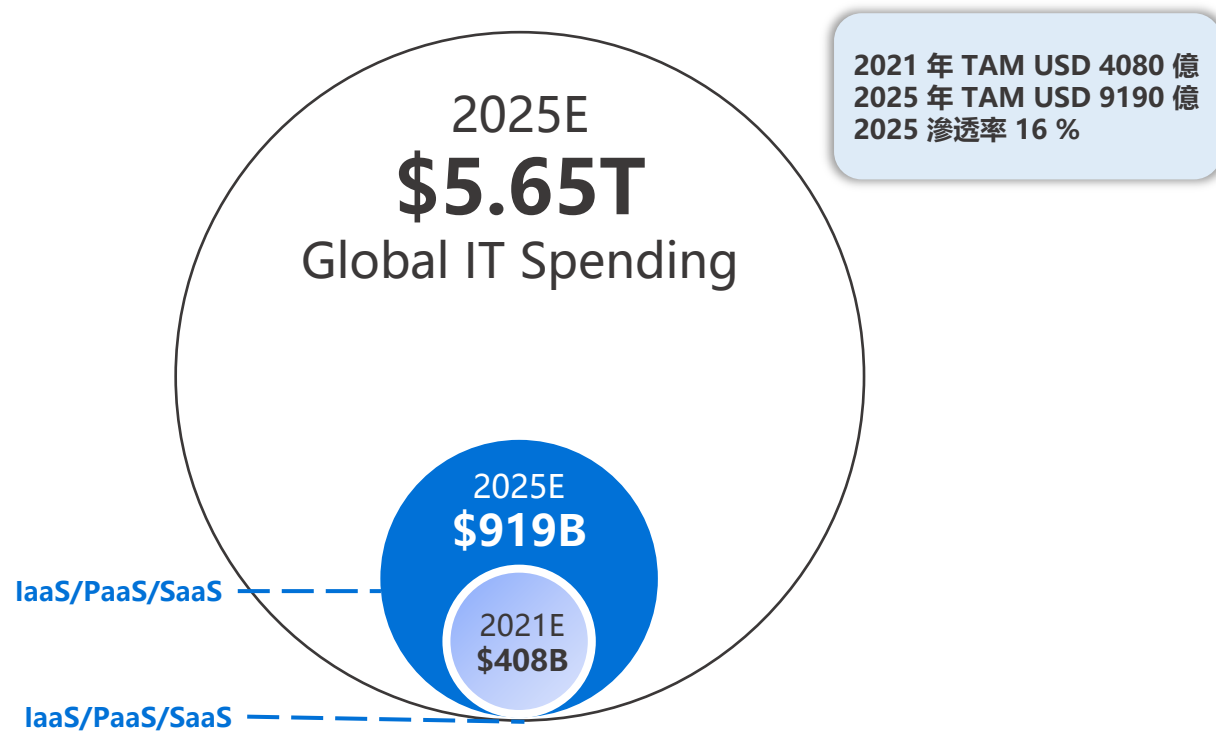 2021 年 TAM USD 4080 億
2025 年 TAM USD 9190 億
2025 滲透率 16 %
2025E
$5.65T
Global IT Spending
2025E
$919B
IaaS/PaaS/SaaS
2021E
$408B
IaaS/PaaS/SaaS